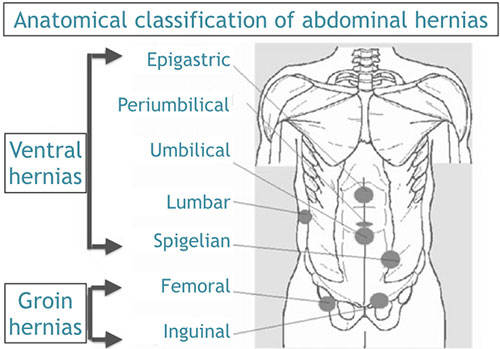 Anatomical classification of abdominal hernias
Epigastric
Periumbilical
Ventral
hernias
Umbilical
Lumbar
Spigelian
Groin
hernias
Femoral
Inguinal